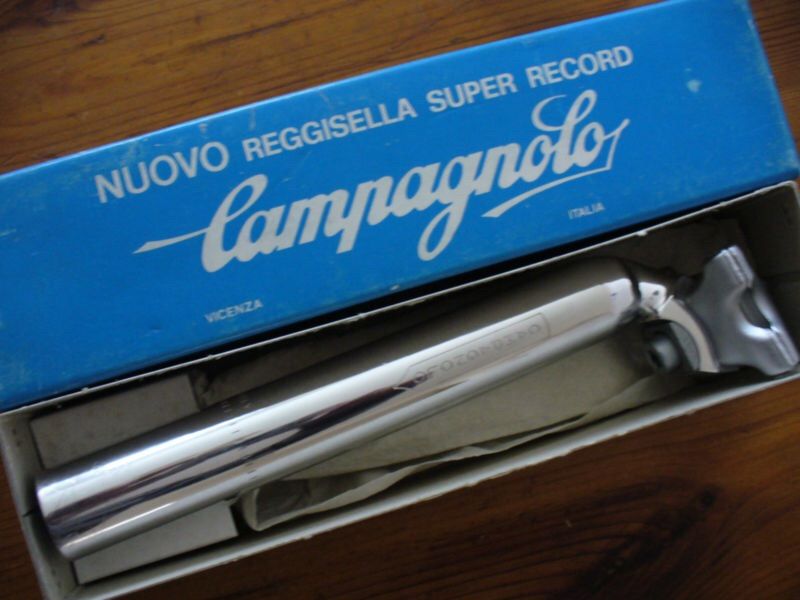 NUOVO REGGISELLA SUPER RECORD
Campagnolo
VICENZA
ITALIA